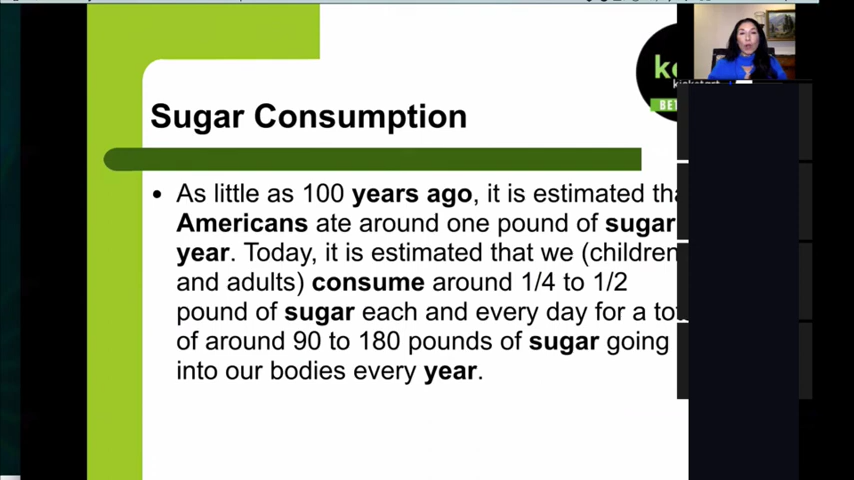 Sugar Consumption
• As little as 100 years ago, it is estimated
Americans ate around one pound of sugar
year. Today, it is estimated that we (children
and adults) consume around 1/4 to 1/2
pound of sugar each and every day for a
of around 90 to 180 pounds of sugar going
into our bodies every year.